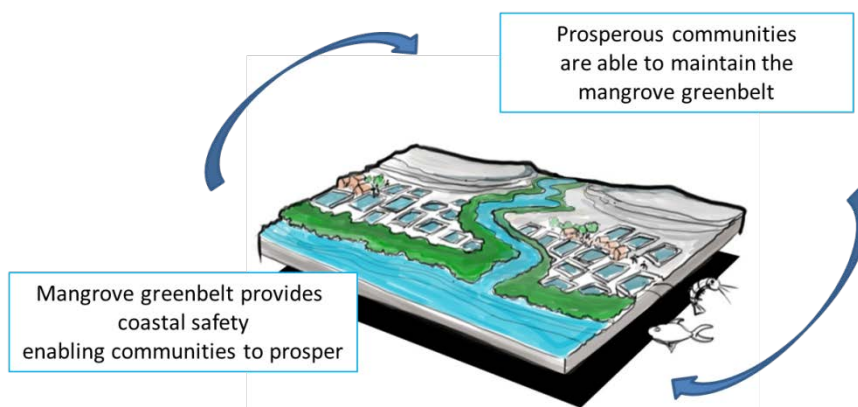 Prosperous communities
are able to maintain the
mangrove greenbelt
Mangrove greenbelt provides
coastal safety
enabling communities to prosper